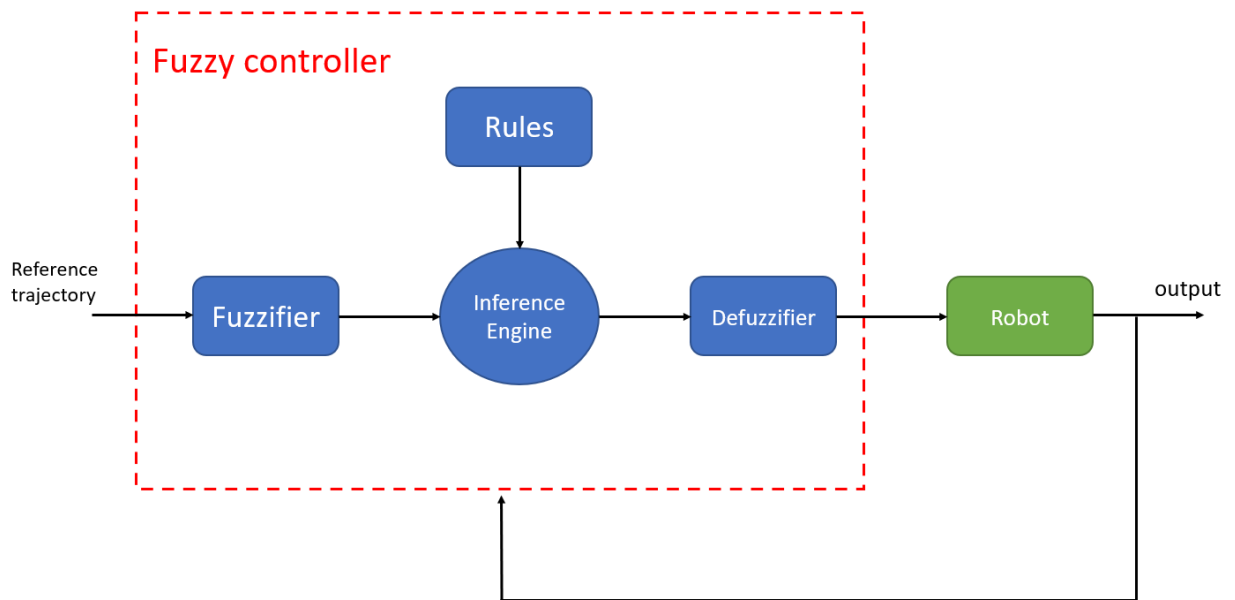 Fuzzy controller
Rules
Reference
trajectory
Fuzzifier
Inference
Engine
Defuzzifier
Robot
output